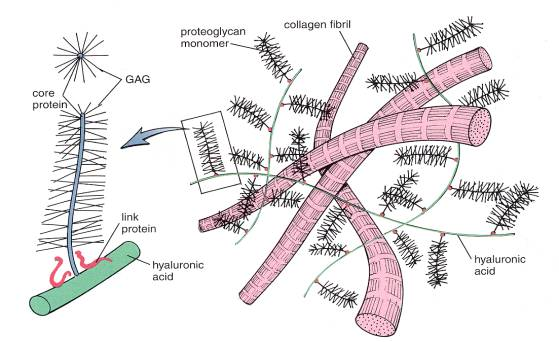 GAG
core
protein
link
protein
hyaluronic
acid
proteoglycan
monomer
collagen fibril
hyaluronic
acid